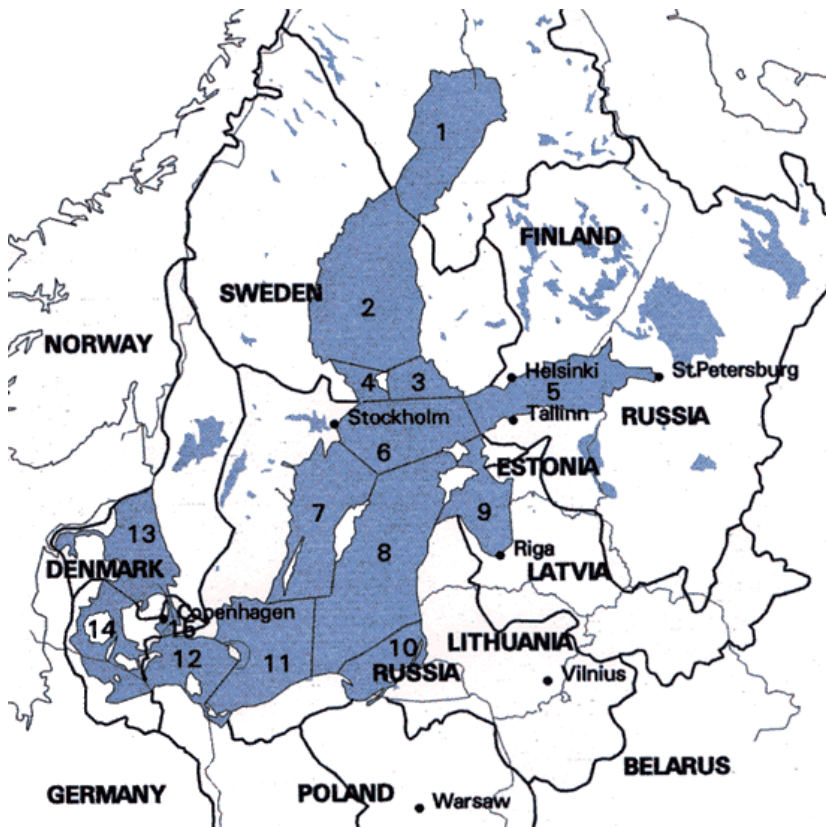 1
FINLAND
SWEDEN
2
NORWAY
4
3
Helsinki
St.Petersburg
5
Stockholm
Tallinn
RUSSIA
6
ESTONIA
7
9
13
8
Riga
DENMARK
LATVIA
Copenhagen
14
15
LITHUANIA
12
11
10
RUSSIA
Vilnius
BELARUS
GERMANY
POLAND
Warsaw